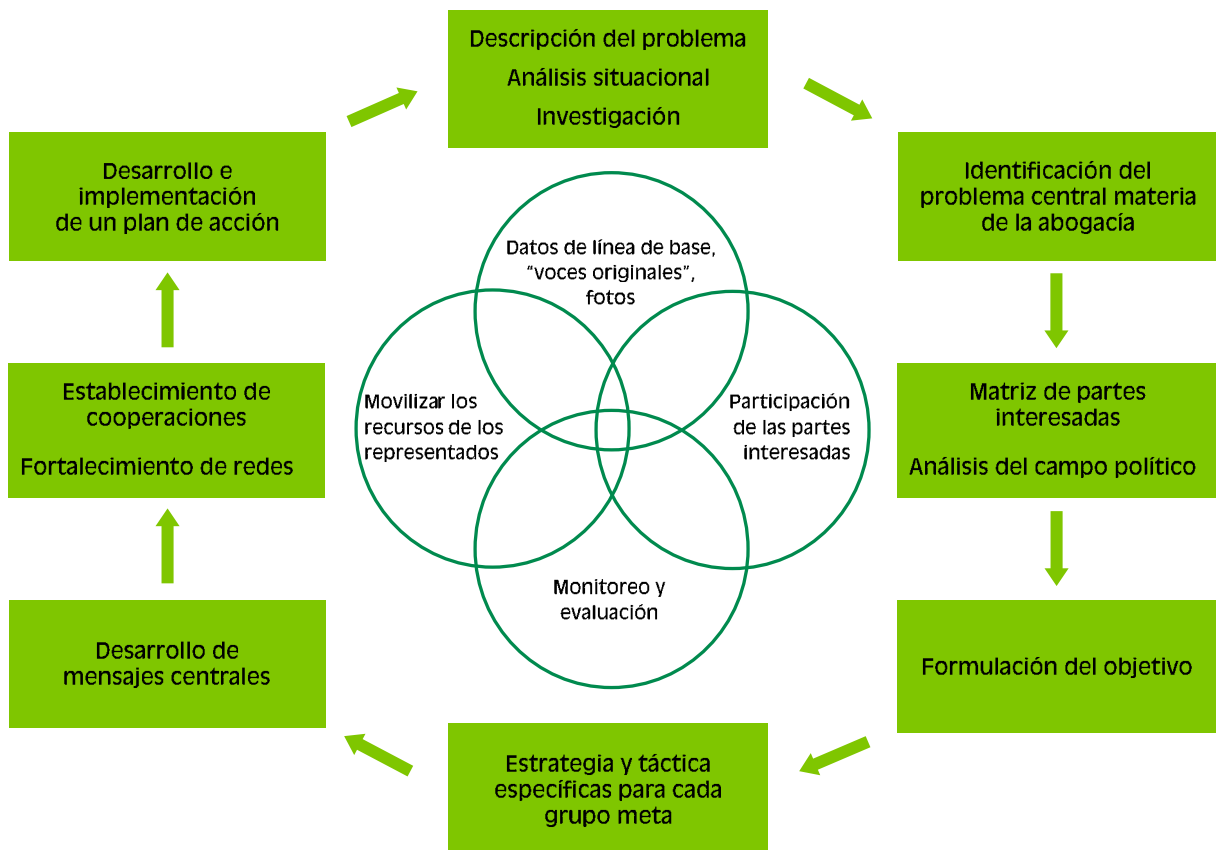 Descripción del problema
Análisis situacional
Investigación
Identificación del
problema central materia
de la abogacía
Matriz de partes
interesadas
Análisis del campo político
Formulación del objetivo
Estrategia y táctica
específicas para cada
grupo meta
Desarrollo de
mensajes centrales
Establecimiento de
cooperaciones
Fortalecimiento de redes
Desarrollo e
implementación
de un plan de acción
Datos de línea de base,
“voces originales”,
fotos
Participación
de las partes
interesadas
Monitoreo y
evaluación
Movilizar los
recursos de los
representados